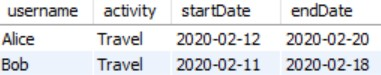 username activity startDate endDate
Alice Travel 2020-02-12 2020-02-20
Bob Travel 2020-02-11 2020-02-18